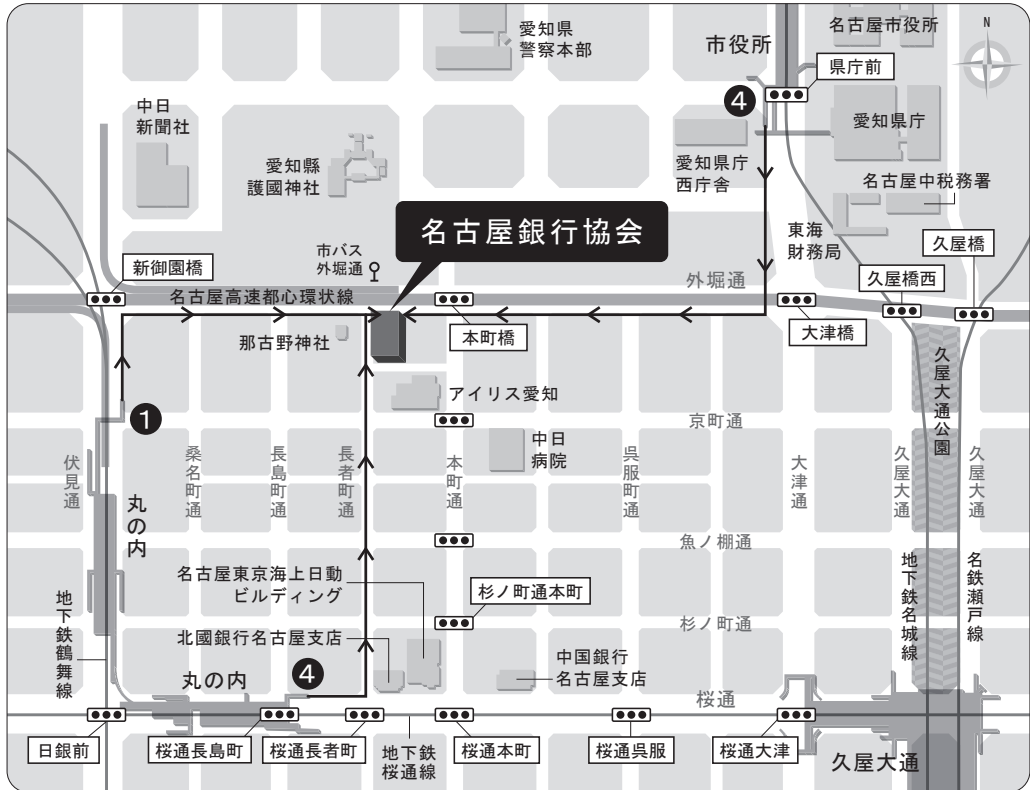 愛知県
警察本部
市役所
名古屋市役所
N
県庁前
4
中日
新聞社
愛知県庁
愛知縣
護國神社
愛知県庁
西庁舎
名古屋中税務署
名古屋銀行協会
東海
財務局
市バス
外堀通
久屋橋
新御園橋
外堀通
久屋橋西
名古屋高速都心環状線
那古野神社
本町橋
大津橋
アイリス愛知
久屋大通公園
1
京町通
中日
病院
伏見通
桑名町通
長島町通
長者町通
本町通
呉服町通
大津通
久屋大通
久屋大通
丸の内
魚ノ棚通
名古屋東京海上日動
ビルディング
杉ノ町通本町
地下鉄名城線
名鉄瀬戸線
地下鉄鶴舞線
杉ノ町通
北國銀行名古屋支店
中国銀行
名古屋支店
丸の内
4
桜通
日銀前
桜通長島町
桜通長者町
地下鉄
桜通線
桜通本町
桜通呉服
桜通大津
久屋大通